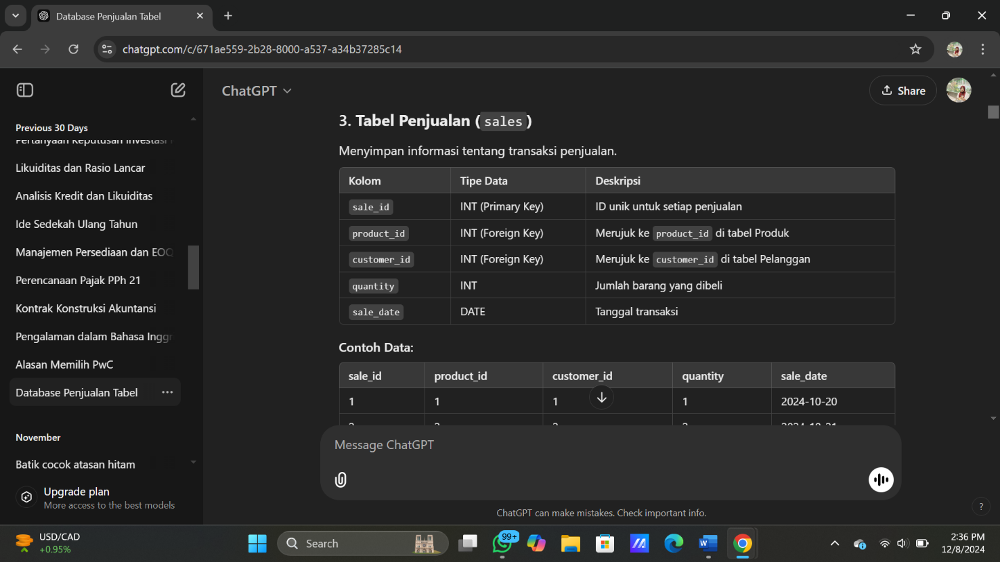 Database Penjualan Tabel
chatgpt.com/c/671ae559-2b28-8000-a537-a34b37285c14
ChatGPT
Share
Previous 30 Days
Pertanyaan Keputusan Investasi
Likuiditas dan Rasio Lancar
Analisis Kredit dan Likuiditas
Ide Sedekah Ulang Tahun
Manajemen Persediaan dan EOQ
Perencanaan Pajak PPh 21
Kontrak Konstruksi Akuntansi
Pengalaman dalam Bahasa Inggr
Alasan Memilih PwC
Database Penjualan Tabel
November
Batik cocok atasan hitam
Upgrade plan
More access to the best models
3. Tabel Penjualan ( sales )
Menyimpan informasi tentang transaksi penjualan.
Kolom Tipe Data Deskripsi
sale_id INT (Primary Key) ID unik untuk setiap penjualan
product_id INT (Foreign Key) Merujuk ke product_id di tabel Produk
customer_id INT (Foreign Key) Merujuk ke customer_id di tabel Pelanggan
quantity INT Jumlah barang yang dibeli
sale_date DATE Tanggal transaksi
Contoh Data:
sale_id product_id customer_id quantity sale_date
1 1 1 1 2024-10-20
Message ChatGPT
ChatGPT can make mistakes. Check important info.
?
USD/CAD
+0.95%
Search
99+
2:36 PM
12/8/2024